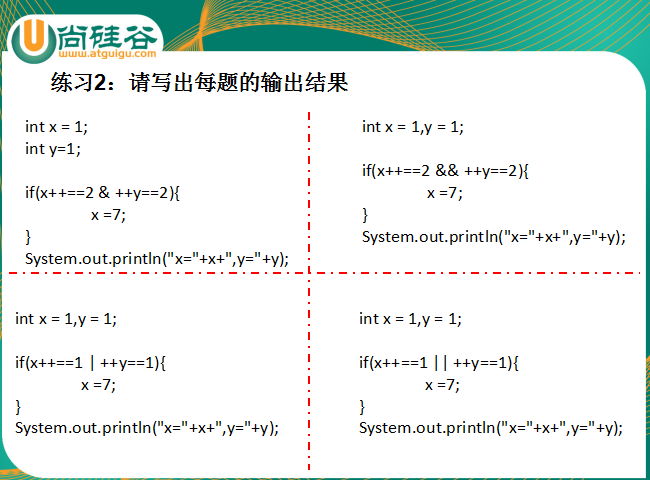 尚硅谷
www.atguigu.com
练习2：请写出每题的输出结果
int x = 1;
int y=1;
if(x++==2 & ++y==2){
x =7;
}
System.out.println("x="+x+",y="+y);
int x = 1,y = 1;
if(x++==2 && ++y==2){
x =7;
}
System.out.println("x="+x+",y="+y);
int x = 1,y = 1;
if(x++==1 | ++y==1){
x =7;
}
System.out.println("x="+x+",y="+y);
int x = 1,y = 1;
if(x++==1 || ++y==1){
x =7;
}
System.out.println("x="+x+",y="+y);